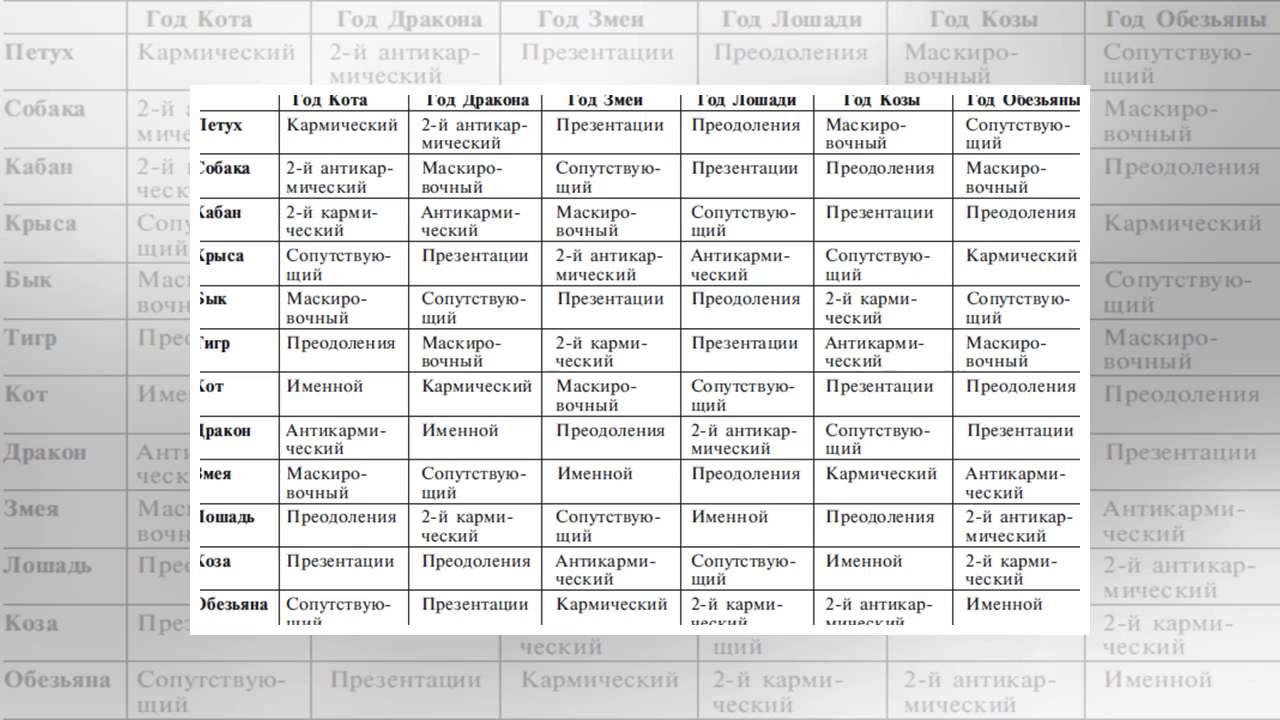 Год Кота Год Дракона Год Змеи Год Лошади Год Козы Год Обезьяны
Петух Кармический 2-й антикар- Презентации Преодоления Маскиро- Сопутствую-
мический вочный щий
Собака 2-й антикар- Маскиро- Сопутствую- Презентации Преодоления Маскиро-
мический вочный щий вочный
Кабан 2-й карми- Антикарми- Маскиро- Сопутствую- Презентации Преодоления
ческий ческий вочный щий
Крыса Сопутствую- Презентации 2-й антикар- Антикарми- Сопутствую- Кармический
щий мический ческий щий
Бык Маскиро- Сопутствую- Презентации Преодоления 2-й карми- Сопутствую-
вочный щий ческий щий
Тигр Преодоления Маскиро- 2-й карми- Презентации Антикарми- Маскиро-
вочный ческий ческий вочный
Кот Именной Кармический Маскиро- Сопутствую- Презентации Преодоления
вочный щий
Дракон Антикарми- Именной Преодоления 2-й антикар- Сопутствую- Презентации
ческий мический щий
Змея Маскиро- Сопутствую- Именной Преодоления Кармический Антикарми-
вочный щий ческий
Лошадь Преодоления 2-й карми- Сопутствую- Именной Преодоления 2-й антикар-
ческий щий мический
Коза Презентации Преодоления Антикарми- Сопутствую- Именной 2-й карми-
ческий щий ческий
Обезьяна Сопутствую- Презентации Кармический 2-й карми- 2-й антикар- Именной
щий ческий мический